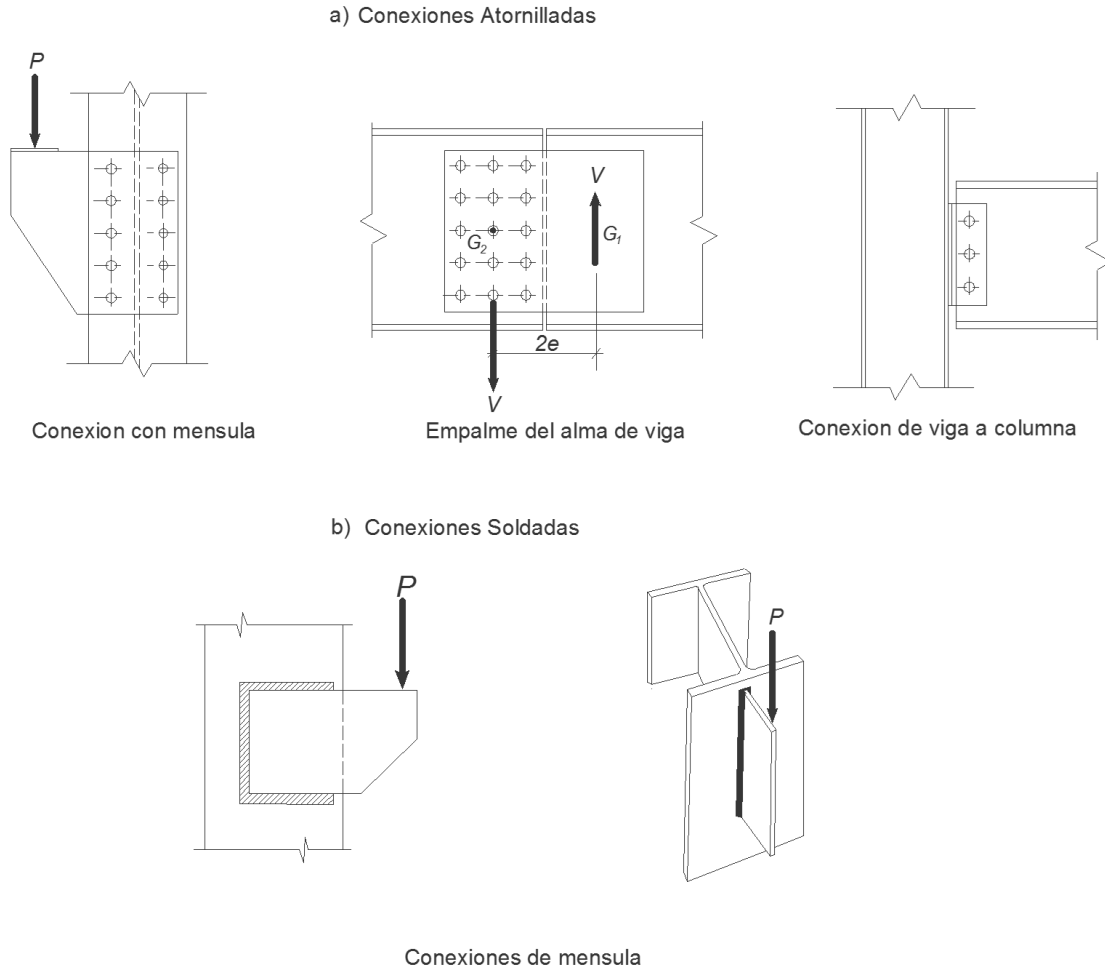 a) Conexiones Atornilladas
P
V
G2
G1
2e
V
Conexion con mensula
Empalme del alma de viga
Conexion de viga a columna
b) Conexiones Soldadas
P
P
Conexiones de mensula